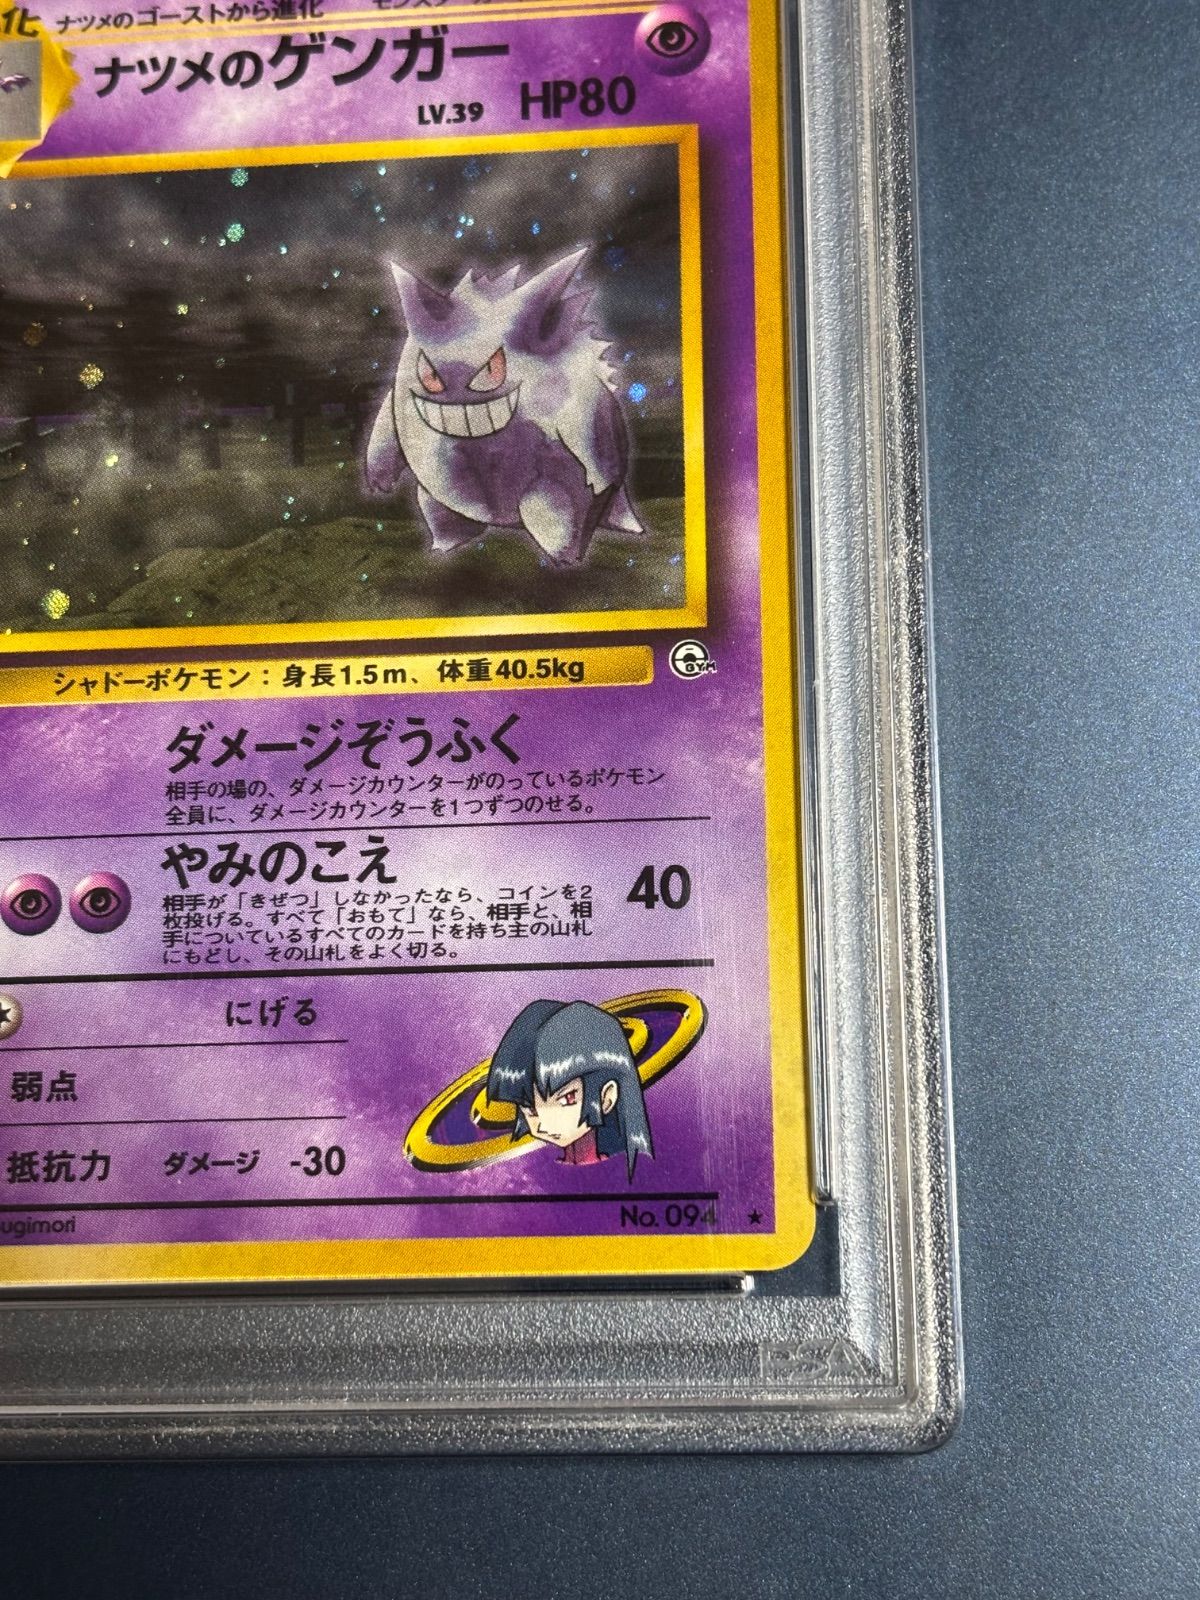 化 ナツメのゴーストから進化
ナツメのゲンガー
LV.39 HP80
シャドーポケモン：身長1.5m、体重40.5kg
GYM
ダメージぞうふく
相手の場の、ダメージカウンターがのっているポケモン
全員に、ダメージカウンターを1つずつのせる。
やみのこえ
40
相手が「きぜつ」しなかったなら、コインを2
枚投げる。すべて「おもて」なら、相手と、相
手についているすべてのカードを持ち主の山札
にもどし、その山札をよく切る。
にげる
弱点
抵抗力 ダメージ -30
ugimori
No. 094 ★
PSA